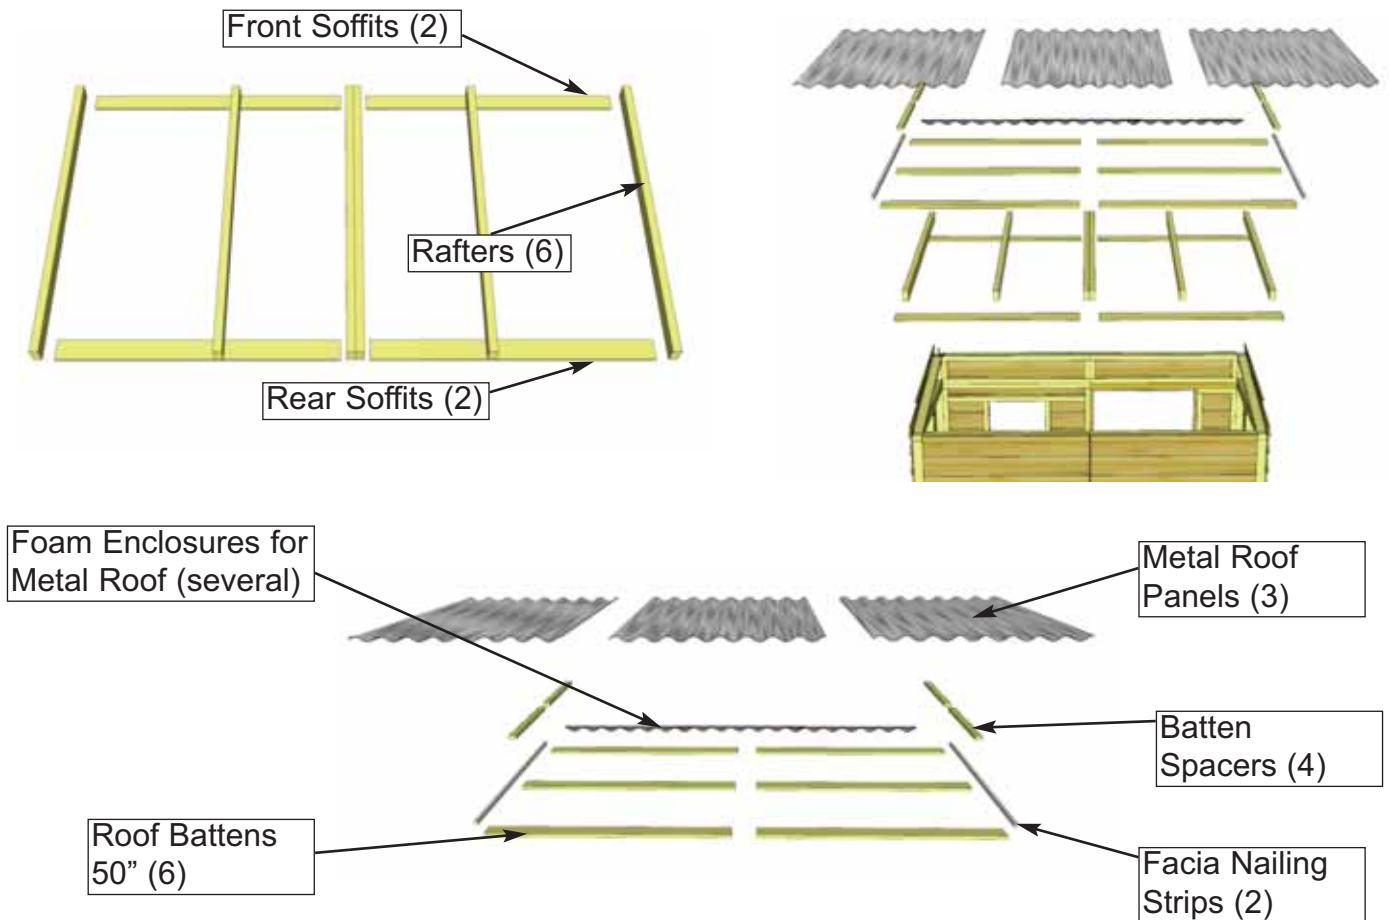 Front Soffits (2)
Rafters (6)
Rear Soffits (2)
Foam Enclosures for
Metal Roof (several)
Metal Roof
Panels (3)
Batten
Spacers (4)
Roof Battens
50” (6)
Facia Nailing
Strips (2)